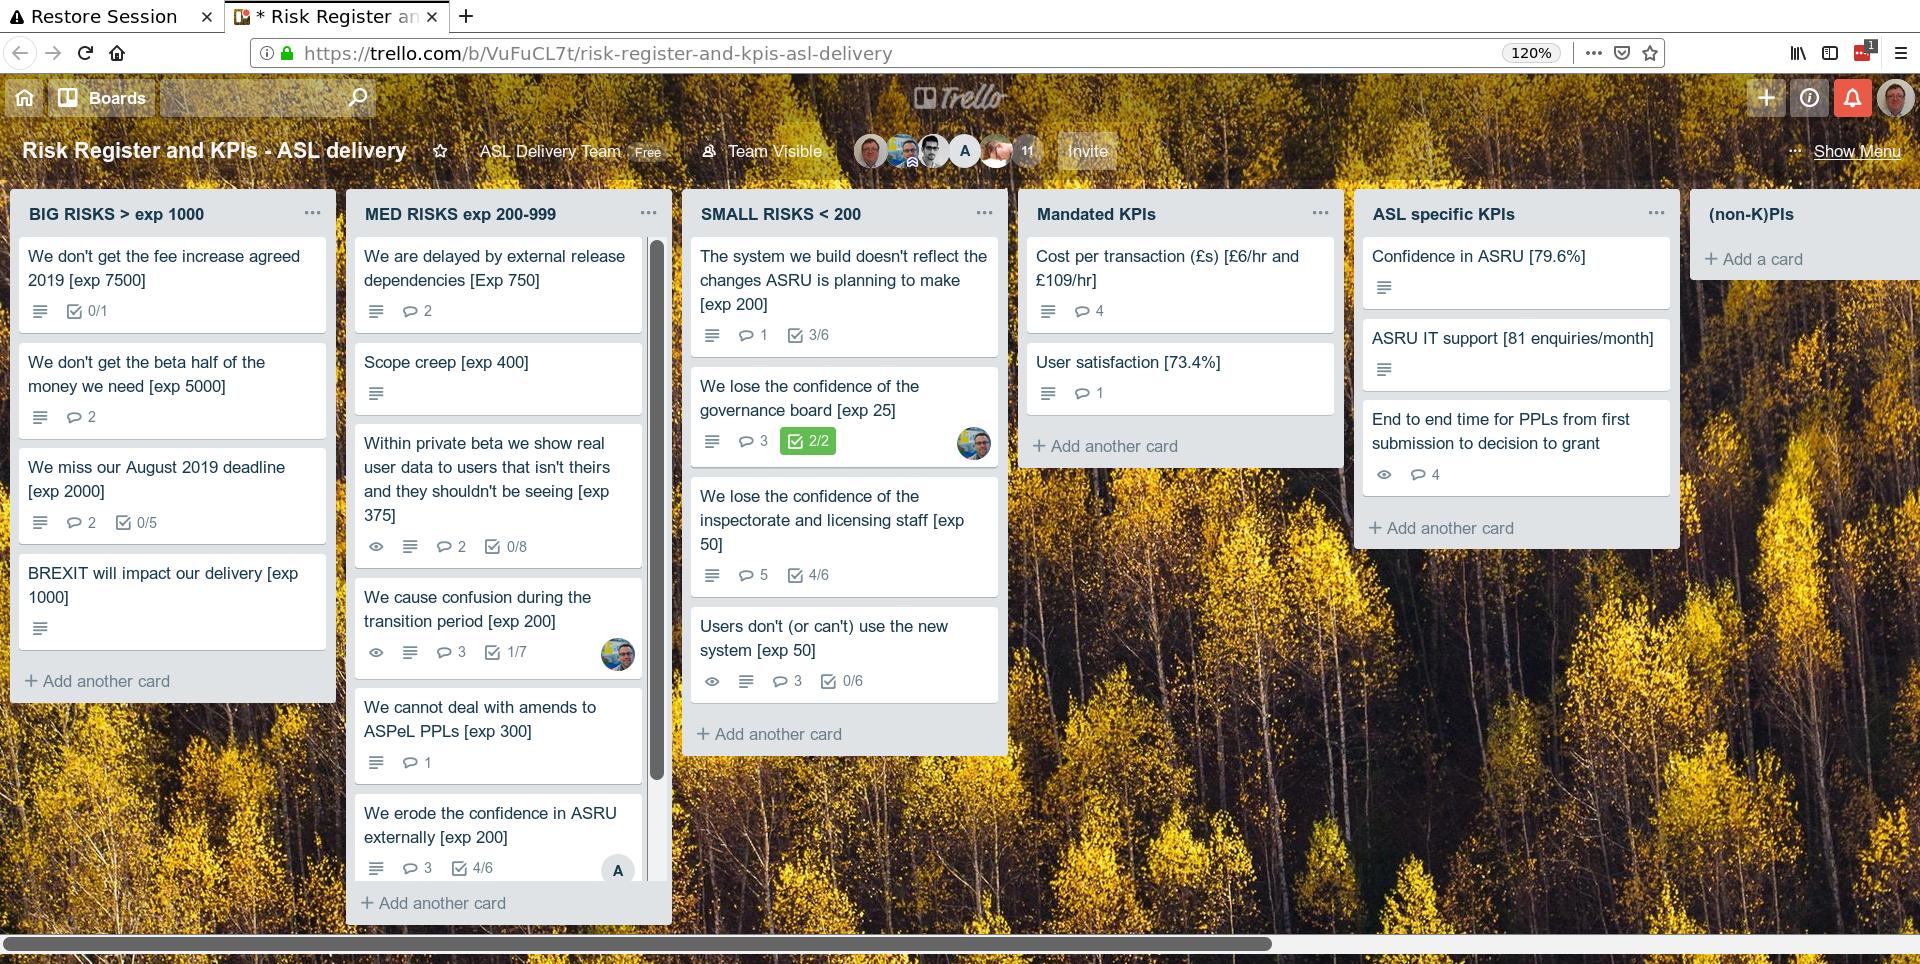 Restore Session
* Risk Register an
https://trello.com/b/VuFuCL7t/risk-register-and-kpis-asl-delivery
120%
1
Boards
Trello
Risk Register and KPIs - ASL delivery
ASL Delivery Team
Free
Team Visible
A
11
Invite
... Show Menu
BIG RISKS > exp 1000
We don't get the fee increase agreed
2019 [exp 7500]
0/1
We don't get the beta half of the
money we need [exp 5000]
2
We miss our August 2019 deadline
[exp 2000]
2 0/5
BREXIT will impact our delivery [exp
1000]
+ Add another card
MED RISKS exp 200-999
We are delayed by external release
dependencies [Exp 750]
2
Scope creep [exp 400]
Within private beta we show real
user data to users that isn't theirs
and they shouldn't be seeing [exp
375]
2 0/8
We cause confusion during the
transition period [exp 200]
3 1/7
We cannot deal with amends to
ASPeL PPLs [exp 300]
1
We erode the confidence in ASRU
externally [exp 200]
3 4/6
A
+ Add another card
SMALL RISKS < 200
The system we build doesn't reflect the
changes ASRU is planning to make
[exp 200]
1 3/6
We lose the confidence of the
governance board [exp 25]
3 2/2
We lose the confidence of the
inspectorate and licensing staff [exp
50]
5 4/6
Users don't (or can't) use the new
system [exp 50]
3 0/6
+ Add another card
Mandated KPIs
Cost per transaction (£s) [£6/hr and
£109/hr]
4
User satisfaction [73.4%]
1
+ Add another card
ASL specific KPIs
Confidence in ASRU [79.6%]
ASRU IT support [81 enquiries/month]
End to end time for PPLs from first
submission to decision to grant
4
+ Add another card
(non-K)PIs
+ Add a card